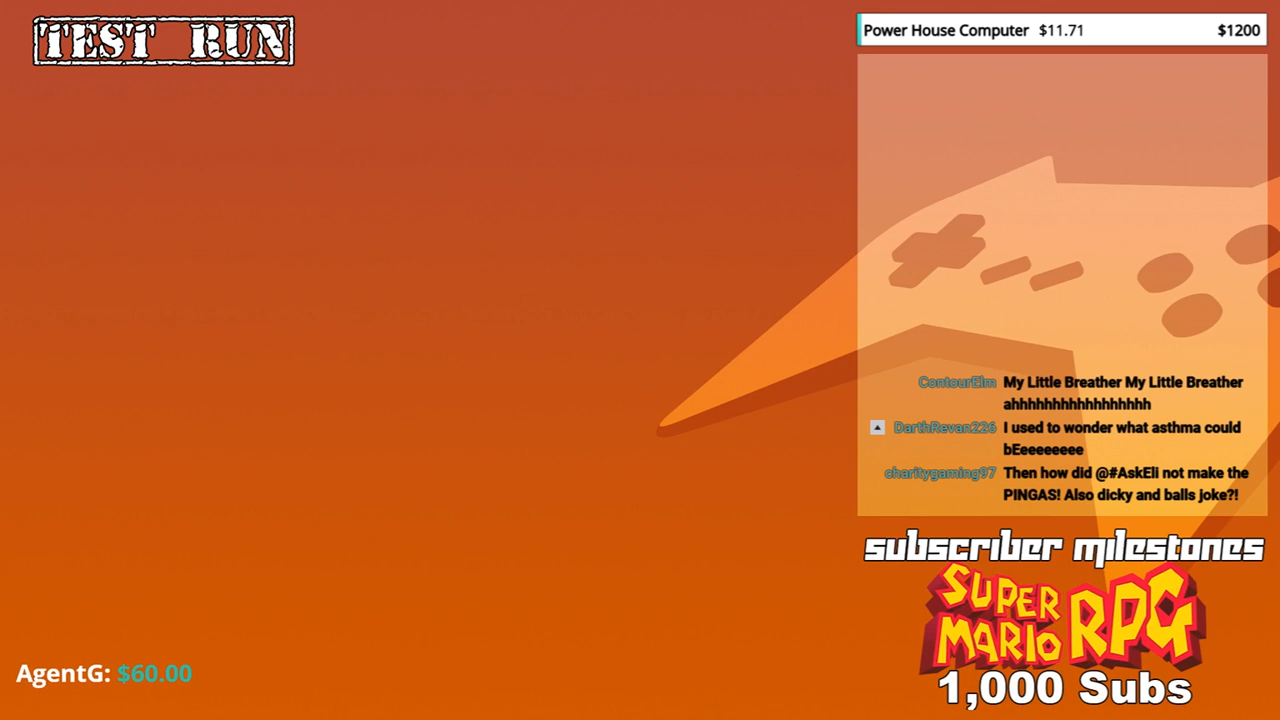 TEST RUN
Power House Computer $11.71 $1200
ContourElm My Little Breather My Little Breather
ahhhhhhhhhhhhhhhhh
DarthRevan226 I used to wonder what asthma could
bEeeeeeeee
charitygaming97 Then how did @#AskEli not make the
PINGAS! Also dicky and balls joke?!
subscriber milestones
SUPER
MARIO RPG
1,000 Subs
AgentG: $60.00